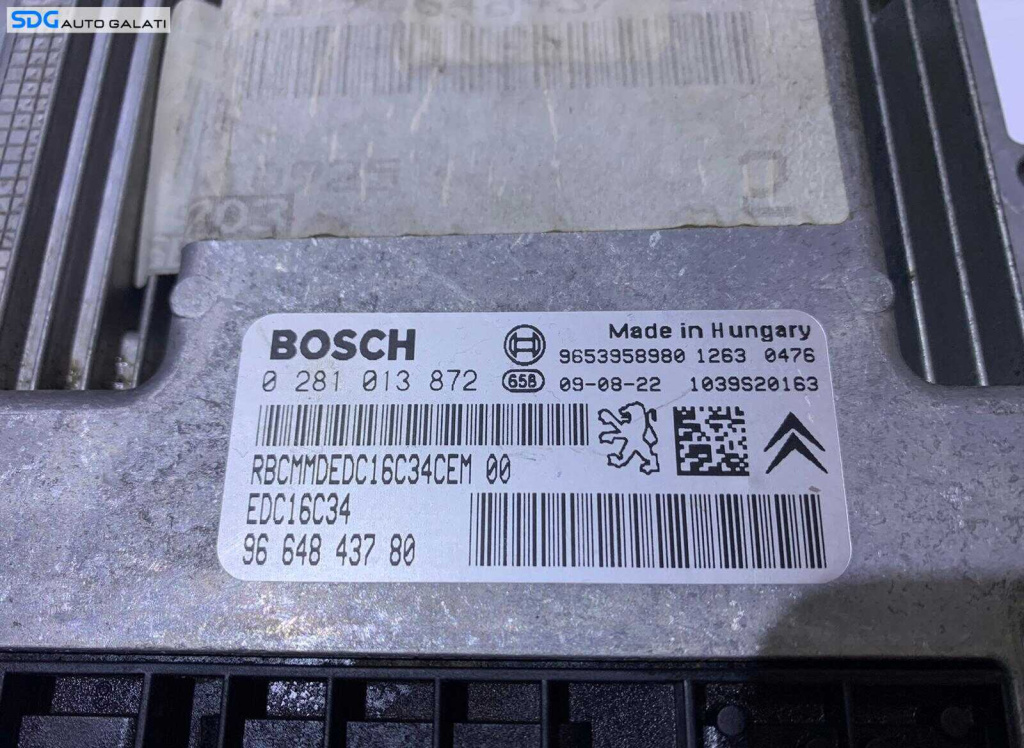 SDG AUTO GALATI
BOSCH
Made in Hungary
9653958980 1263 0476
0 281 013 872
658
09-08-22 1039S20163
RBCMMDEDC16C34CEM 00
EDC16C34
96 648 437 80